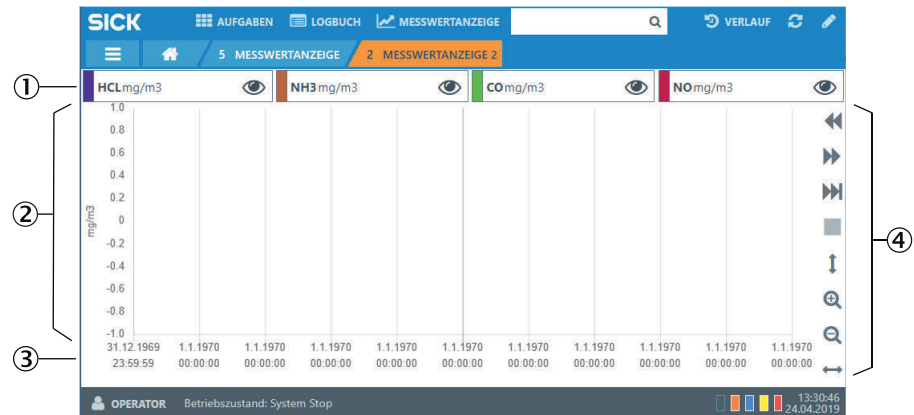 SICK AUFGABEN LOGBUCH MESSWERTANZEIGE VERLAUF
5 MESSWERTANZEIGE 2 MESSWERTANZEIGE 2
① HCL mg/m3 NH3 mg/m3 CO mg/m3 NO mg/m3
1.0
0.8
0.6
0.4
0.2
0
-0.2
-0.4
-0.6
-0.8
-1.0
mg/m3
②
④
31.12.1969 1.1.1970 1.1.1970 1.1.1970 1.1.1970 1.1.1970 1.1.1970 1.1.1970 1.1.1970 1.1.1970 1.1.1970
③ 23:59:59 00:00:00 00:00:00 00:00:00 00:00:00 00:00:00 00:00:00 00:00:00 00:00:00 00:00:00 00:00:00
OPERATOR Betriebszustand: System Stop 13:30:46
24.04.2019